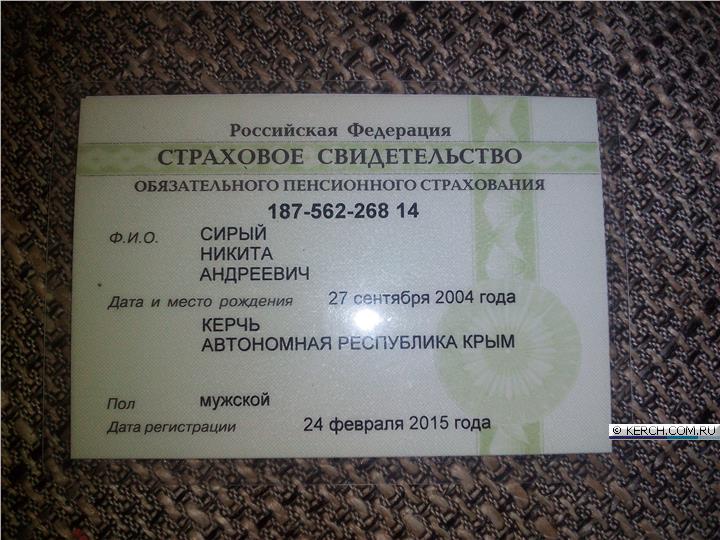 Российская Федерация
СТРАХОВОЕ СВИДЕТЕЛЬСТВО
ОБЯЗАТЕЛЬНОГО ПЕНСИОННОГО СТРАХОВАНИЯ
187-562-268 14
Ф.И.О. СИРЫЙ
НИКИТА
АНДРЕЕВИЧ
Дата и место рождения 27 сентября 2004 года
КЕРЧЬ
АВТОНОМНАЯ РЕСПУБЛИКА КРЫМ
Пол мужской
Дата регистрации 24 февраля 2015 года
© KERCH.COM.RU